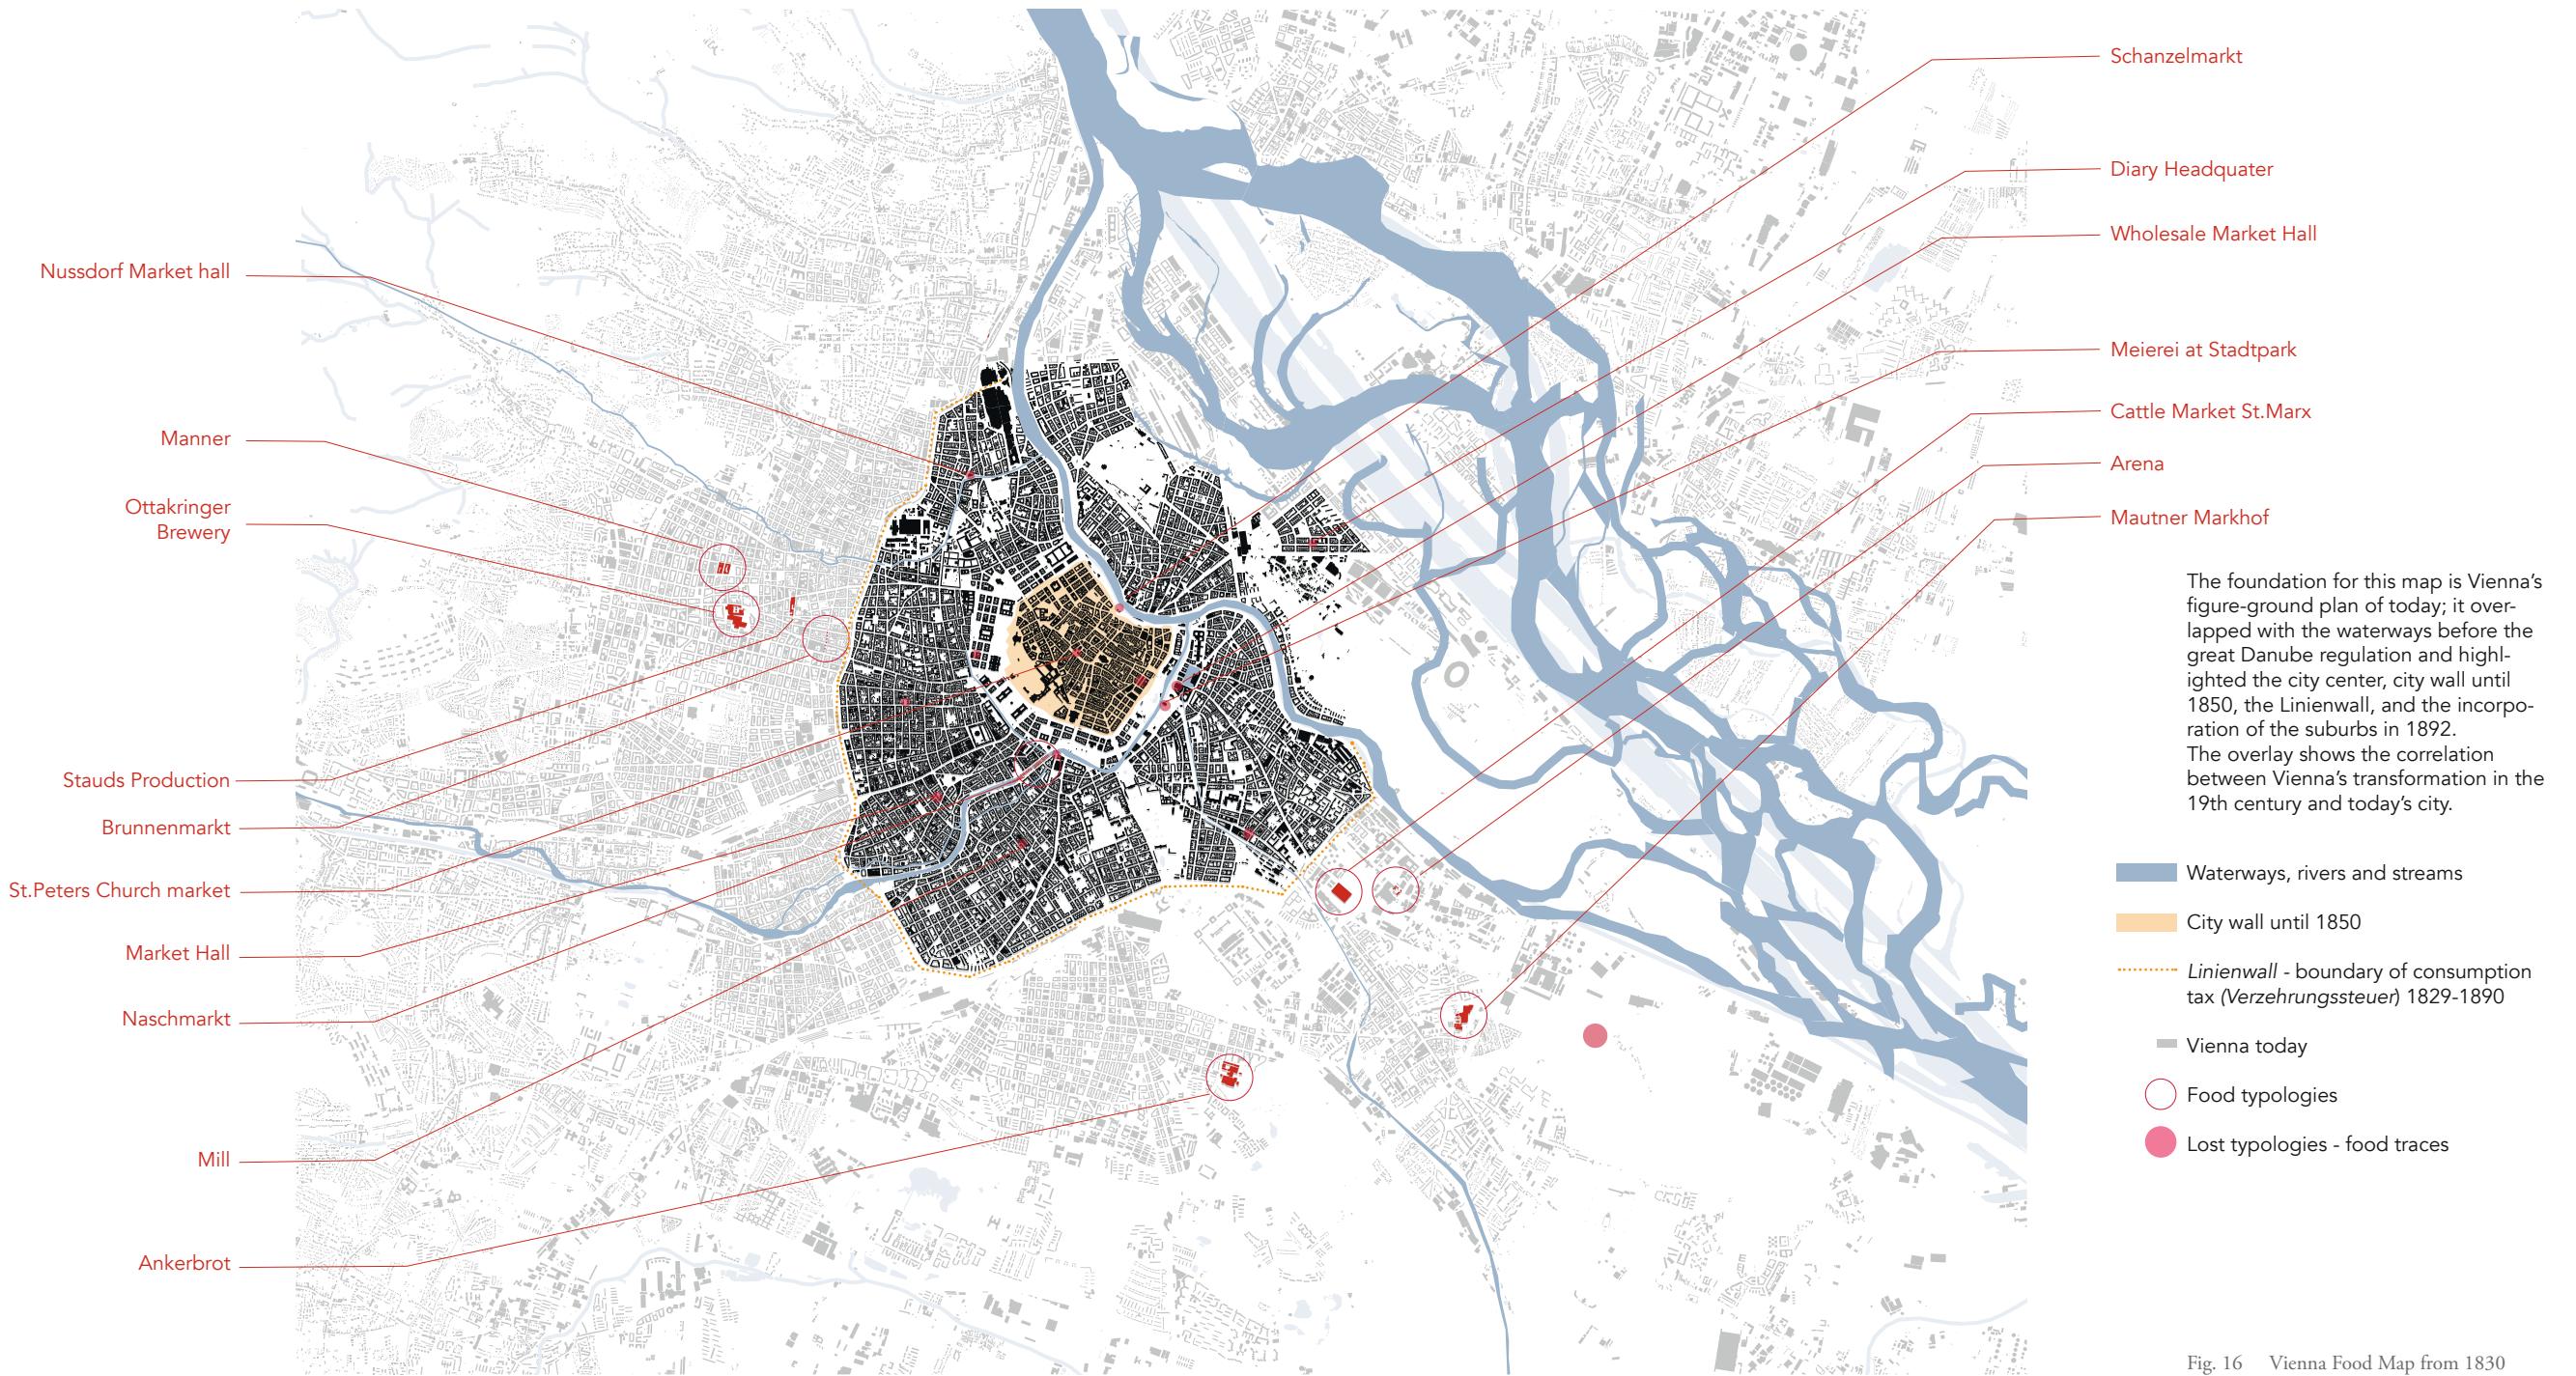 Nussdorf Market hall
Manner
Ottakringer
Brewery
Stauds Production
Brunnenmarkt
St.Peters Church market
Market Hall
Naschmarkt
Mill
Ankerbrot
Schanzelmarkt
Diary Headquater
Wholesale Market Hall
Meierei at Stadtpark
Cattle Market St.Marx
Arena
Mautner Markhof
The foundation for this map is Vienna’s
figure-ground plan of today; it over-
lapped with the waterways before the
great Danube regulation and highl-
ighted the city center, city wall until
1850, the Linienwall, and the incorpo-
ration of the suburbs in 1892.
The overlay shows the correlation
between Vienna’s transformation in the
19th century and today’s city.
Waterways, rivers and streams
City wall until 1850
Linienwall - boundary of consumption
tax (Verzehrungssteuer) 1829-1890
Vienna today
Food typologies
Lost typologies - food traces
Fig. 16 Vienna Food Map from 1830